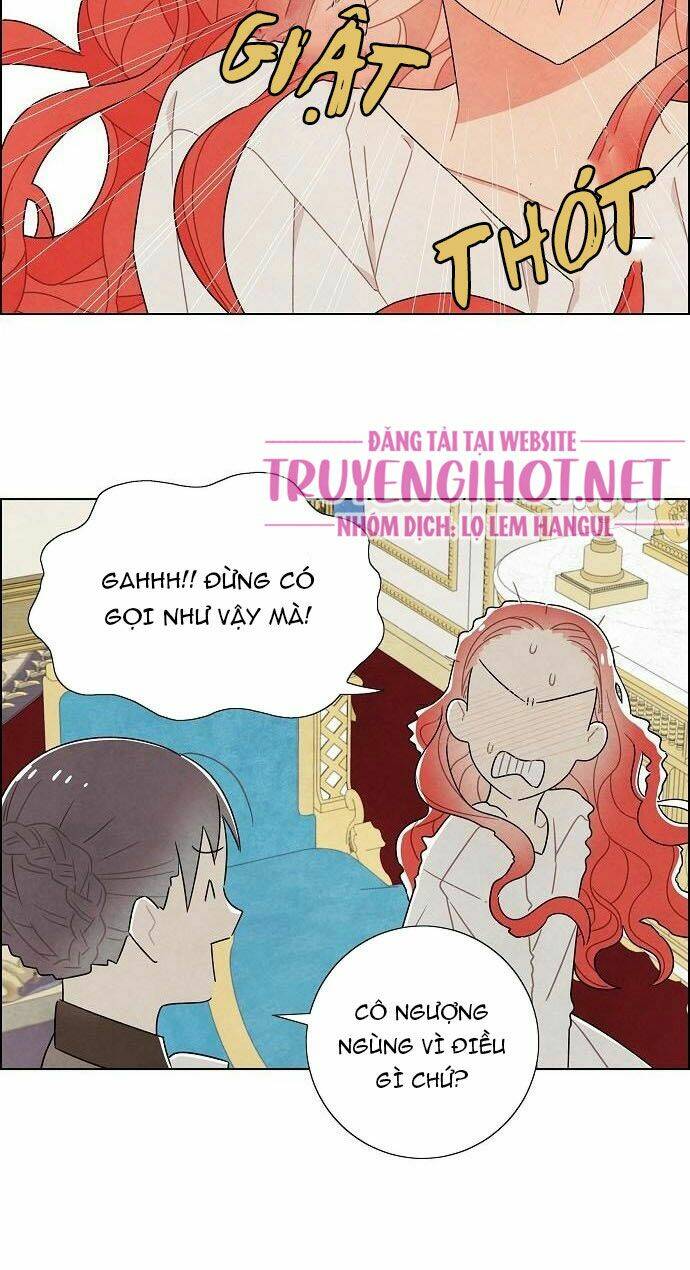 GIẬT
THÓT
ĐĂNG TẢI TẠI WEBSITE
TRUYENGIHOT.NET
NHÓM DỊCH: LỌ LEM HANGUL
GAHHH!! ĐỪNG CÓ
GỌI NHƯ VẬY MÀ!
CÔ NGƯỢNG
NGÙNG VÌ ĐIỀU
GÌ CHỨ?